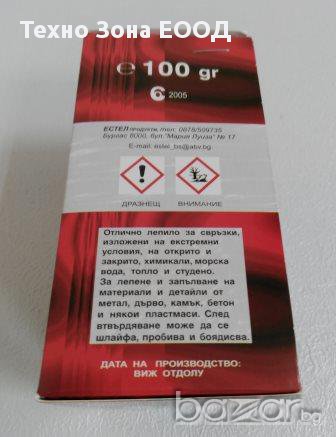 Техно Зона ЕООД
е 100 gr
2005
ЕСТЕЛ продукти, тел: 0878/509735
Бургас 8000, бул."Мария Луиза" № 17
E-mail: estel_bs@abv.bg
ДРАЗНЕЩ ВНИМАНИЕ
Отлично лепило за свръзки,
изложени на екстремни
условия, на открито и
закрито, химикали, морска
вода, топло и студено.
За лепене и запълване на
материали и детайли от
метал, дърво, камък, бетон
и някои пластмаси. След
втвърдяване може да се
шлайфа, пробива и боядисва.
ДАТА НА ПРОИЗВОДСТВО:
ВИЖ ОТДОЛУ
bazar.bg